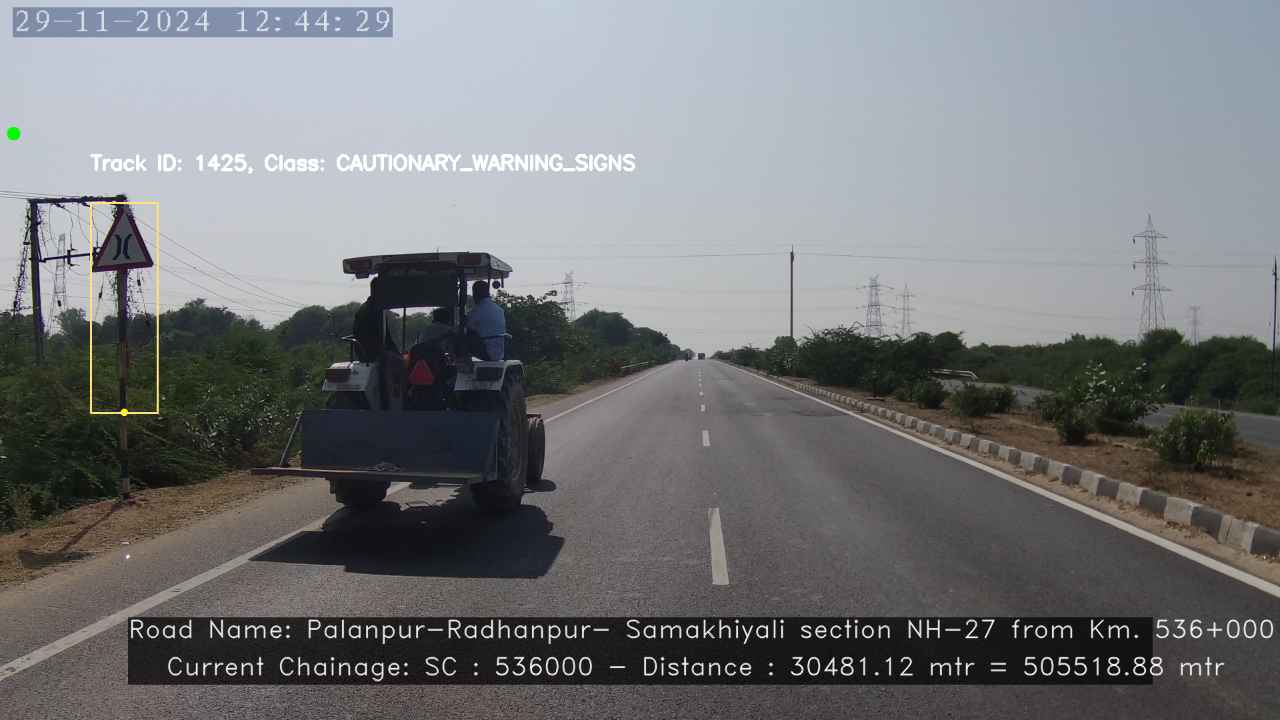 29-11-2024 12:44:29
Track ID: 1425, Class: CAUTIONARY_WARNING_SIGNS
Road Name: Palanpur-Radhanpur- Samakhiyali section NH-27 from Km. 536+000
Current Chainage: SC : 536000 - Distance : 30481.12 mtr = 505518.88 mtr